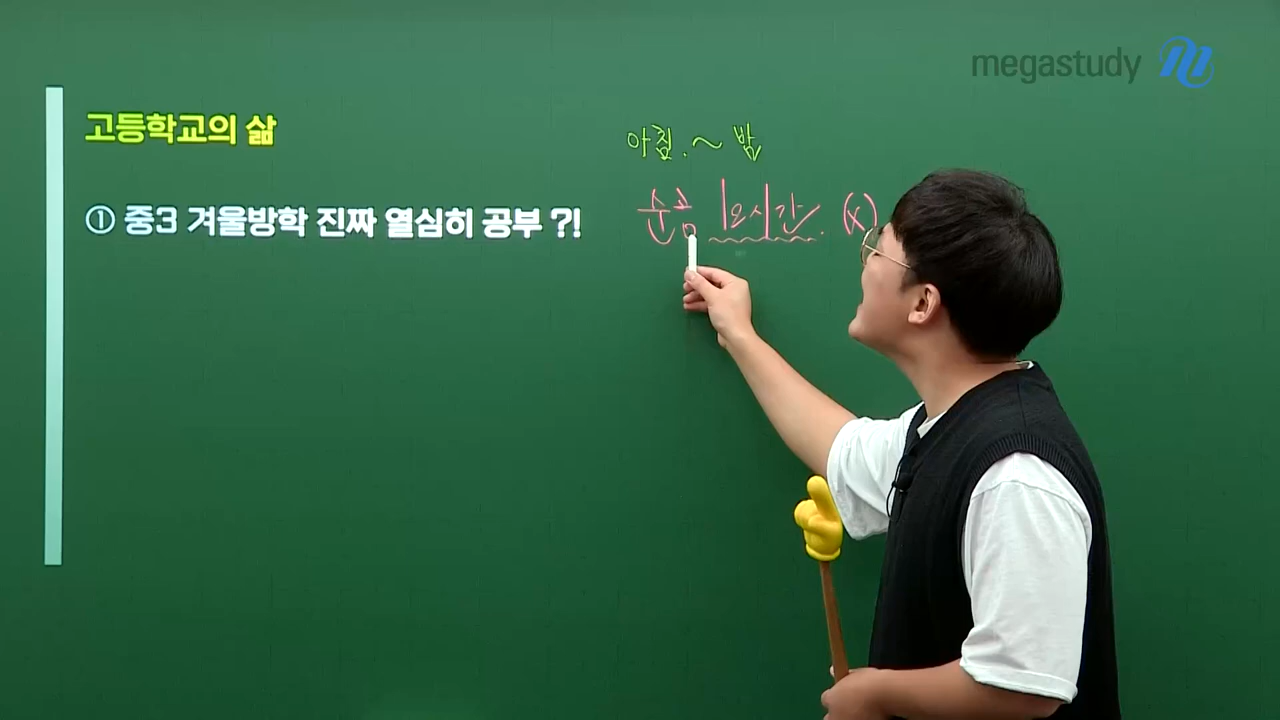 megastudy
고등학교의 삶
아침.~밤
① 중3 겨울방학 진짜 열심히 공부?!
순공 10시간. (x)